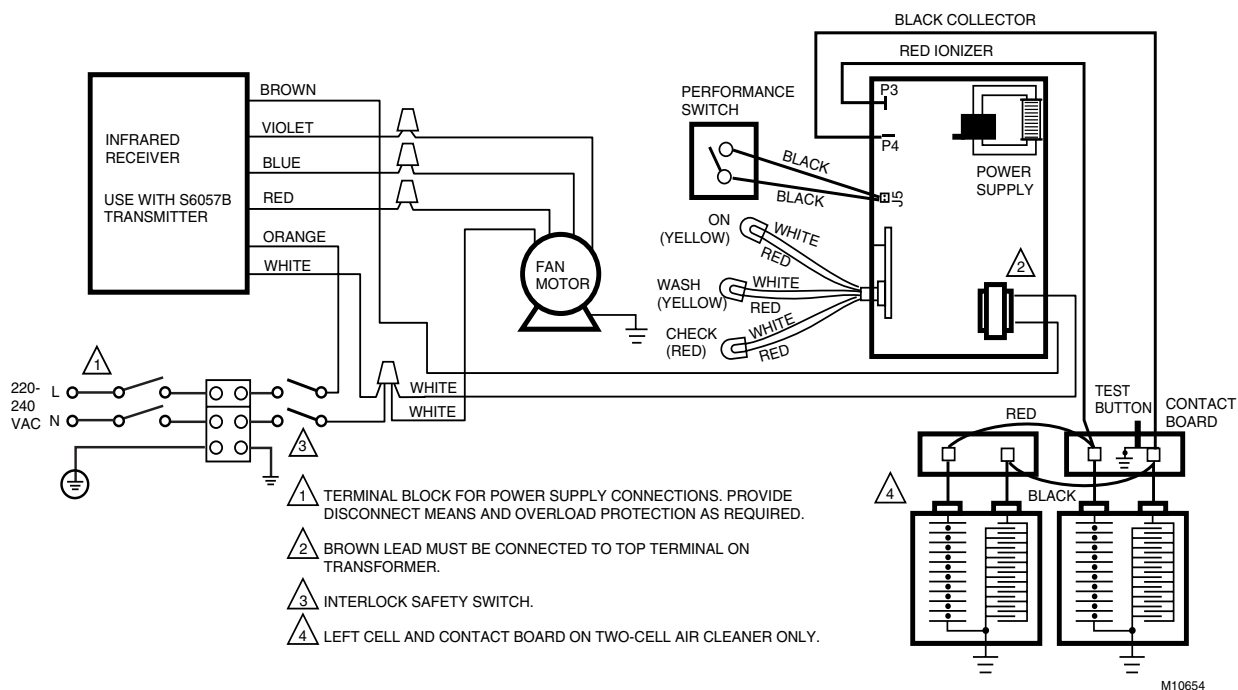 BLACK COLLECTOR
RED IONIZER
BROWN
VIOLET
BLUE
RED
ORANGE
WHITE
INFRARED
RECEIVER
USE WITH S6057B
TRANSMITTER
PERFORMANCE
SWITCH
BLACK
BLACK
P3
P4
J5
POWER
SUPPLY
ON
(YELLOW)
WHITE
RED
WASH
(YELLOW)
WHITE
RED
CHECK
(RED)
WHITE
RED
2
FAN
MOTOR
1
220-
240
VAC
L
N
WHITE
WHITE
3
TEST
BUTTON
CONTACT
BOARD
RED
BLACK
4
1 TERMINAL BLOCK FOR POWER SUPPLY CONNECTIONS. PROVIDE
DISCONNECT MEANS AND OVERLOAD PROTECTION AS REQUIRED.
2 BROWN LEAD MUST BE CONNECTED TO TOP TERMINAL ON
TRANSFORMER.
3 INTERLOCK SAFETY SWITCH.
4 LEFT CELL AND CONTACT BOARD ON TWO-CELL AIR CLEANER ONLY.
M10654